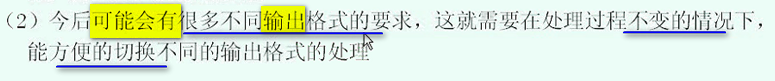 （2）今后可能会有很多不同输出格式的要求，这就需要在处理过程不变的情况下，
能方便的切换不同的输出格式的处理